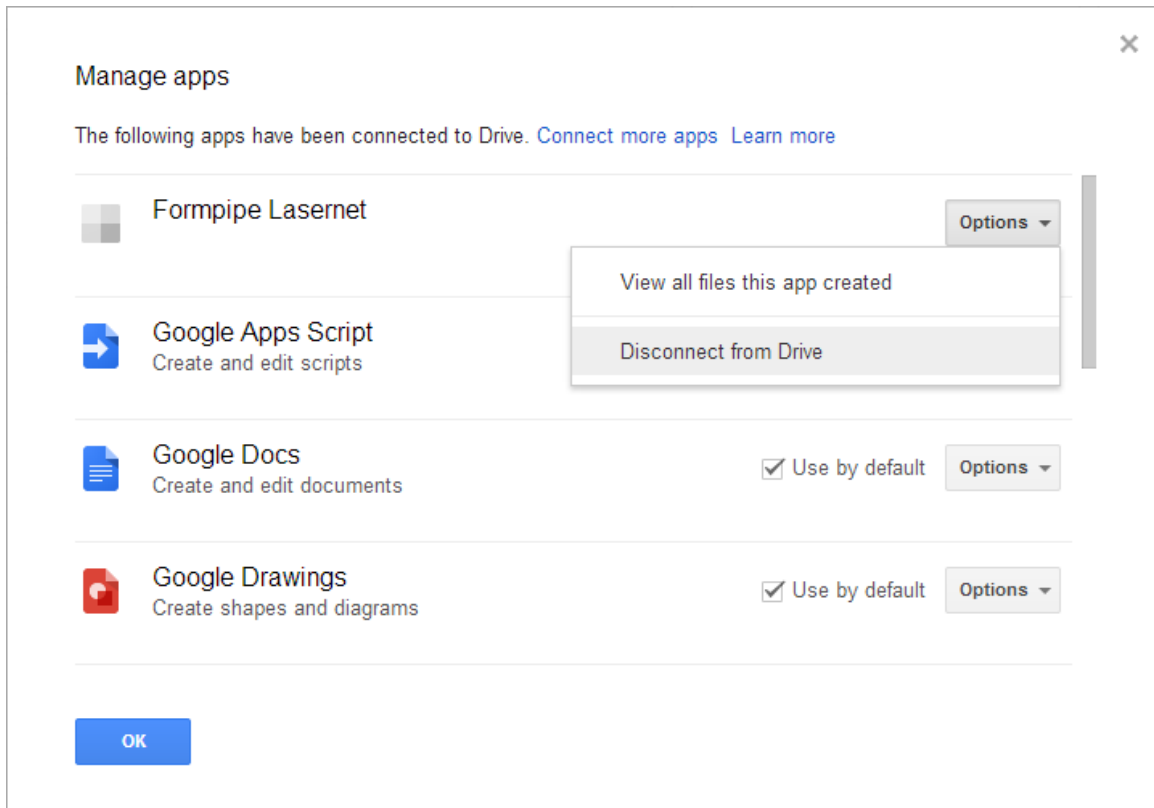 Manage apps
The following apps have been connected to Drive. Connect more apps Learn more
Formpipe Lasernet
Options
View all files this app created
Disconnect from Drive
Google Apps Script
Create and edit scripts
Google Docs
Create and edit documents
Use by default
Options
Google Drawings
Create shapes and diagrams
Use by default
Options
OK